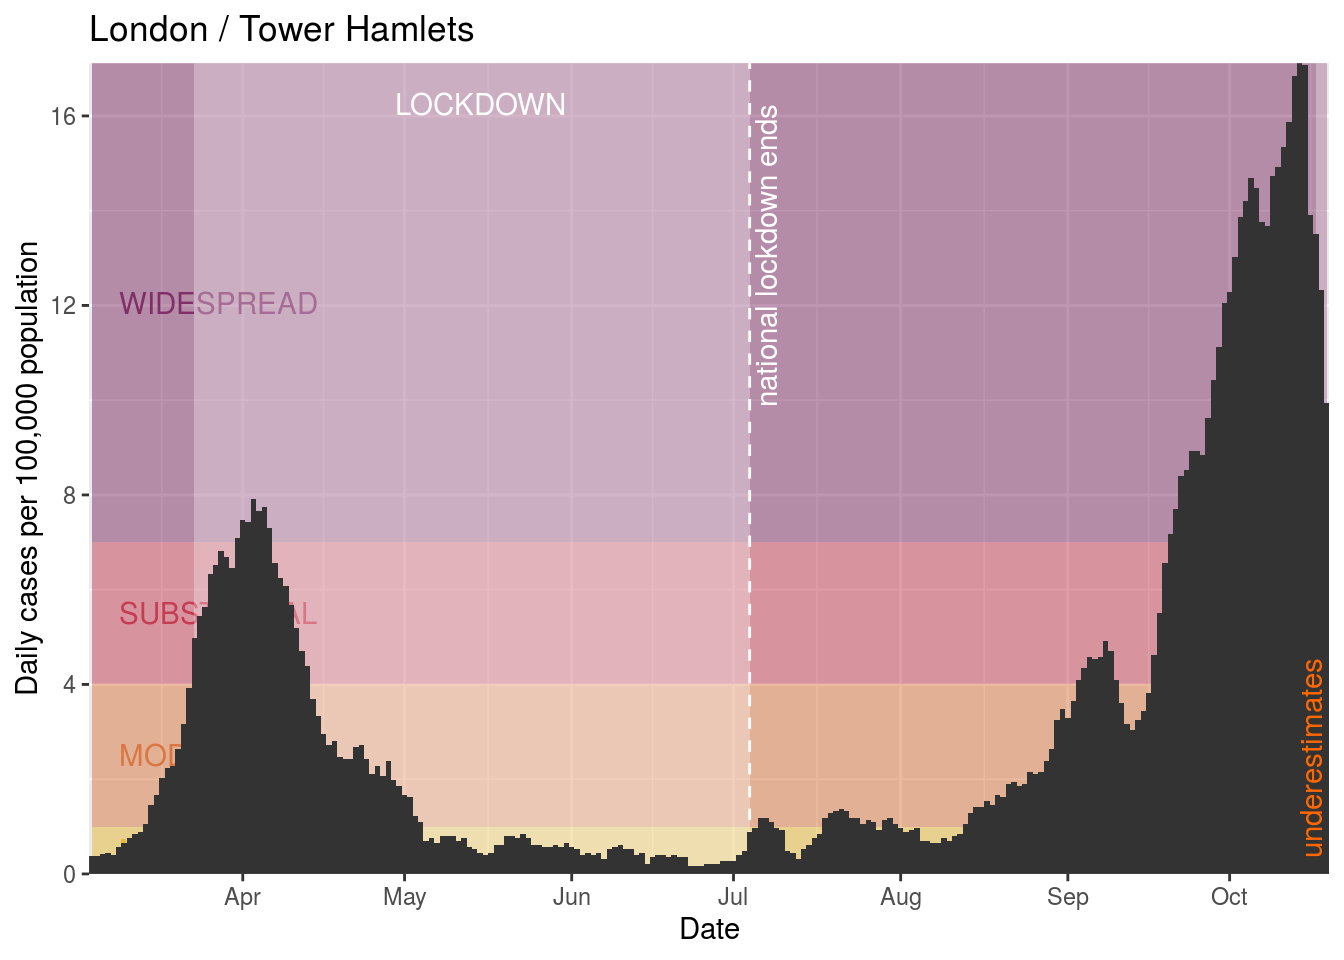 London / Tower Hamlets
Daily cases per 100,000 population
16
12
8
4
0
LOCKDOWN
national lockdown ends
WIDESPREAD
underestimates
Apr
May
Jun
Jul
Aug
Sep
Oct
Date